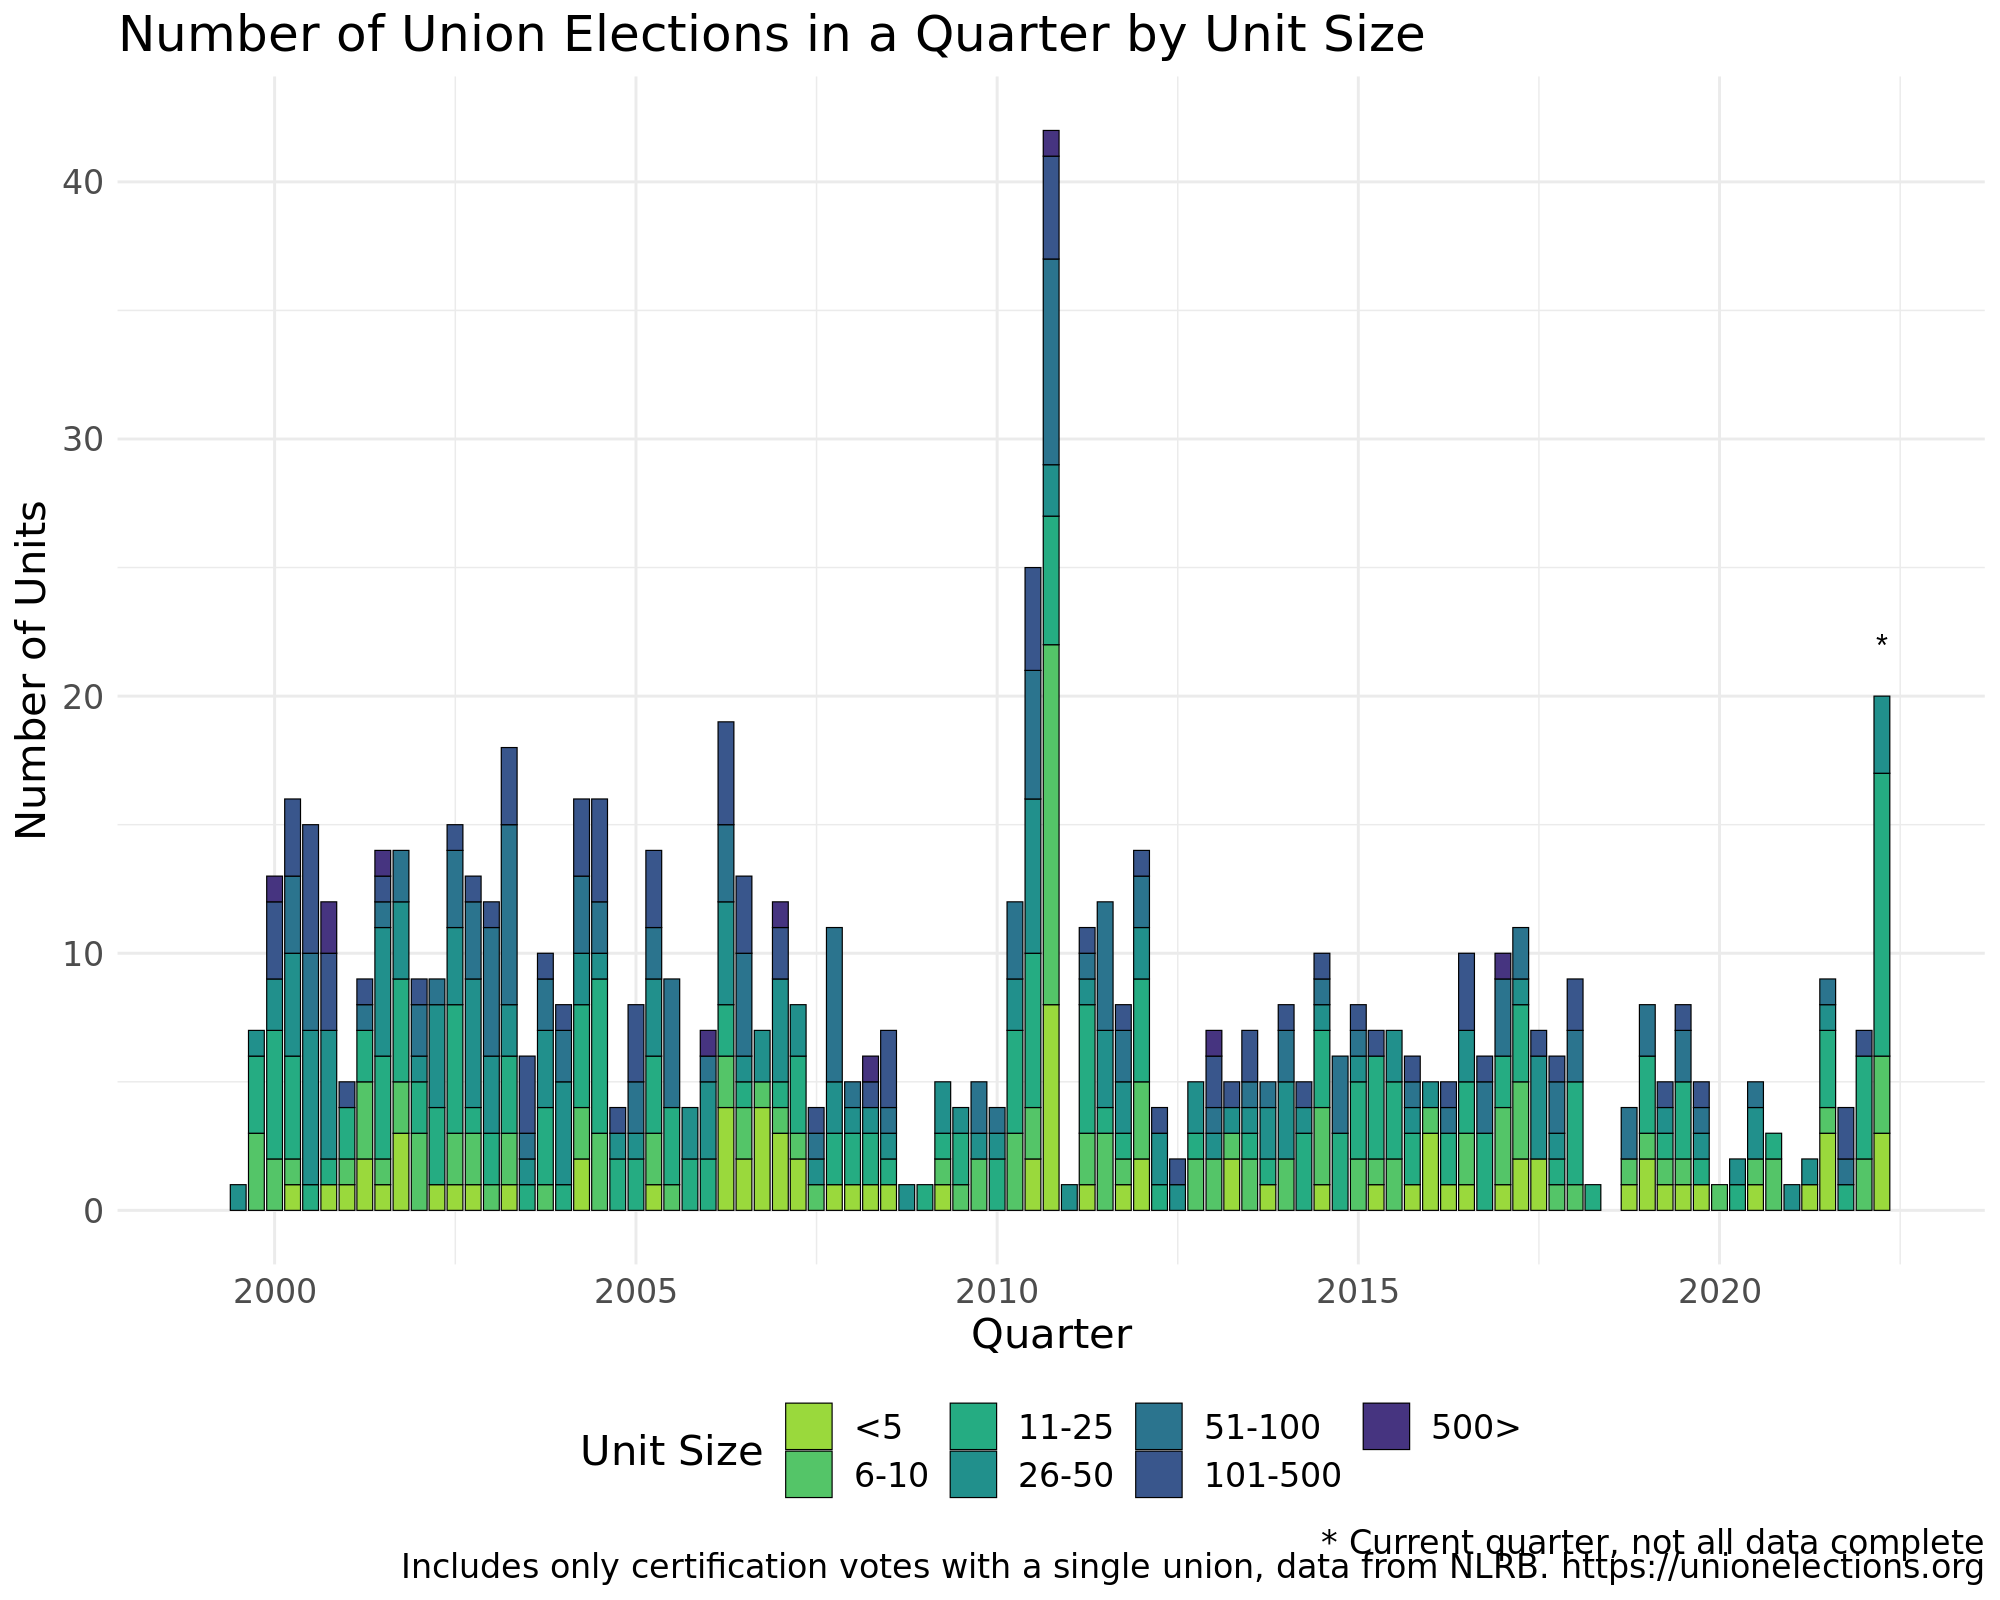 Number of Union Elections in a Quarter by Unit Size
Number of Units
40
30
20
10
0
*
2000 2005 2010 2015 2020
Quarter
Unit Size
<5 11-25 51-100 500>
6-10 26-50 101-500
* Current quarter, not all data complete
Includes only certification votes with a single union, data from NLRB. https://unionelections.org